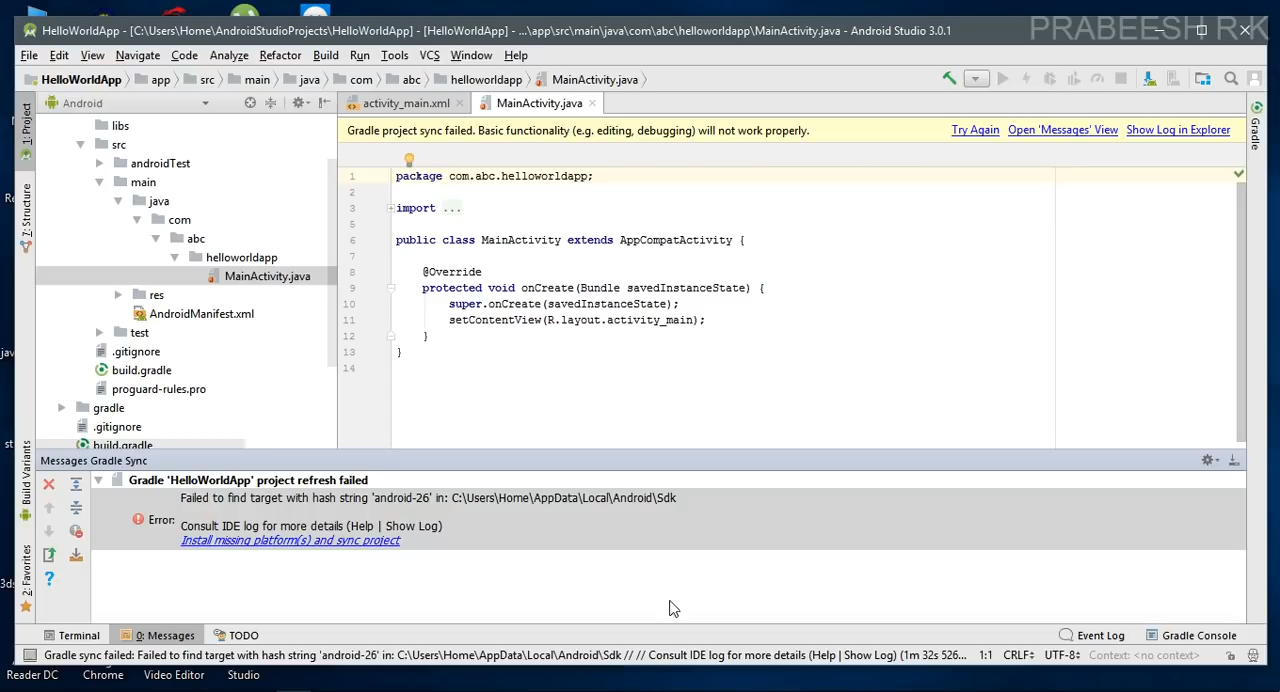 PRABEESH R K
HelloWorldApp - [C:\Users\Home\AndroidStudioProjects\HelloWorldApp] - [HelloWorldApp] - ...\app\src\main\java\com\abc\helloworldapp\MainActivity.java - Android Studio 3.0.1
File Edit View Navigate Code Analyze Refactor Build Run Tools VCS Window Help
HelloWorldApp app src main java com abc helloworldapp MainActivity.java
Android
activity_main.xml MainActivity.java
1: Project
7: Structure
Build Variants
2: Favorites
Gradle
libs
src
androidTest
main
java
com
abc
helloworldapp
MainActivity.java
res
AndroidManifest.xml
test
.gitignore
build.gradle
proguard-rules.pro
gradle
.gitignore
build.gradle
Gradle project sync failed. Basic functionality (e.g. editing, debugging) will not work properly. Try Again Open 'Messages' View Show Log in Explorer
1 package com.abc.helloworldapp;
2
3 import ...
5
6 public class MainActivity extends AppCompatActivity {
7
8 @Override
9 protected void onCreate(Bundle savedInstanceState) {
10 super.onCreate(savedInstanceState);
11 setContentView(R.layout.activity_main);
12 }
13 }
14
Messages Gradle Sync
Gradle 'HelloWorldApp' project refresh failed
Failed to find target with hash string 'android-26' in: C:\Users\Home\AppData\Local\Android\Sdk
Error:
Consult IDE log for more details (Help | Show Log)
Install missing platform(s) and sync project
Terminal 0: Messages TODO Event Log Gradle Console
Gradle sync failed: Failed to find target with hash string 'android-26' in: C:\Users\Home\AppData\Local\Android\Sdk // // Consult IDE log for more details (Help | Show Log) (1m 32s 526... 1:1 CRLF UTF-8 Context: <no context>
Reader DC Chrome Video Editor Studio